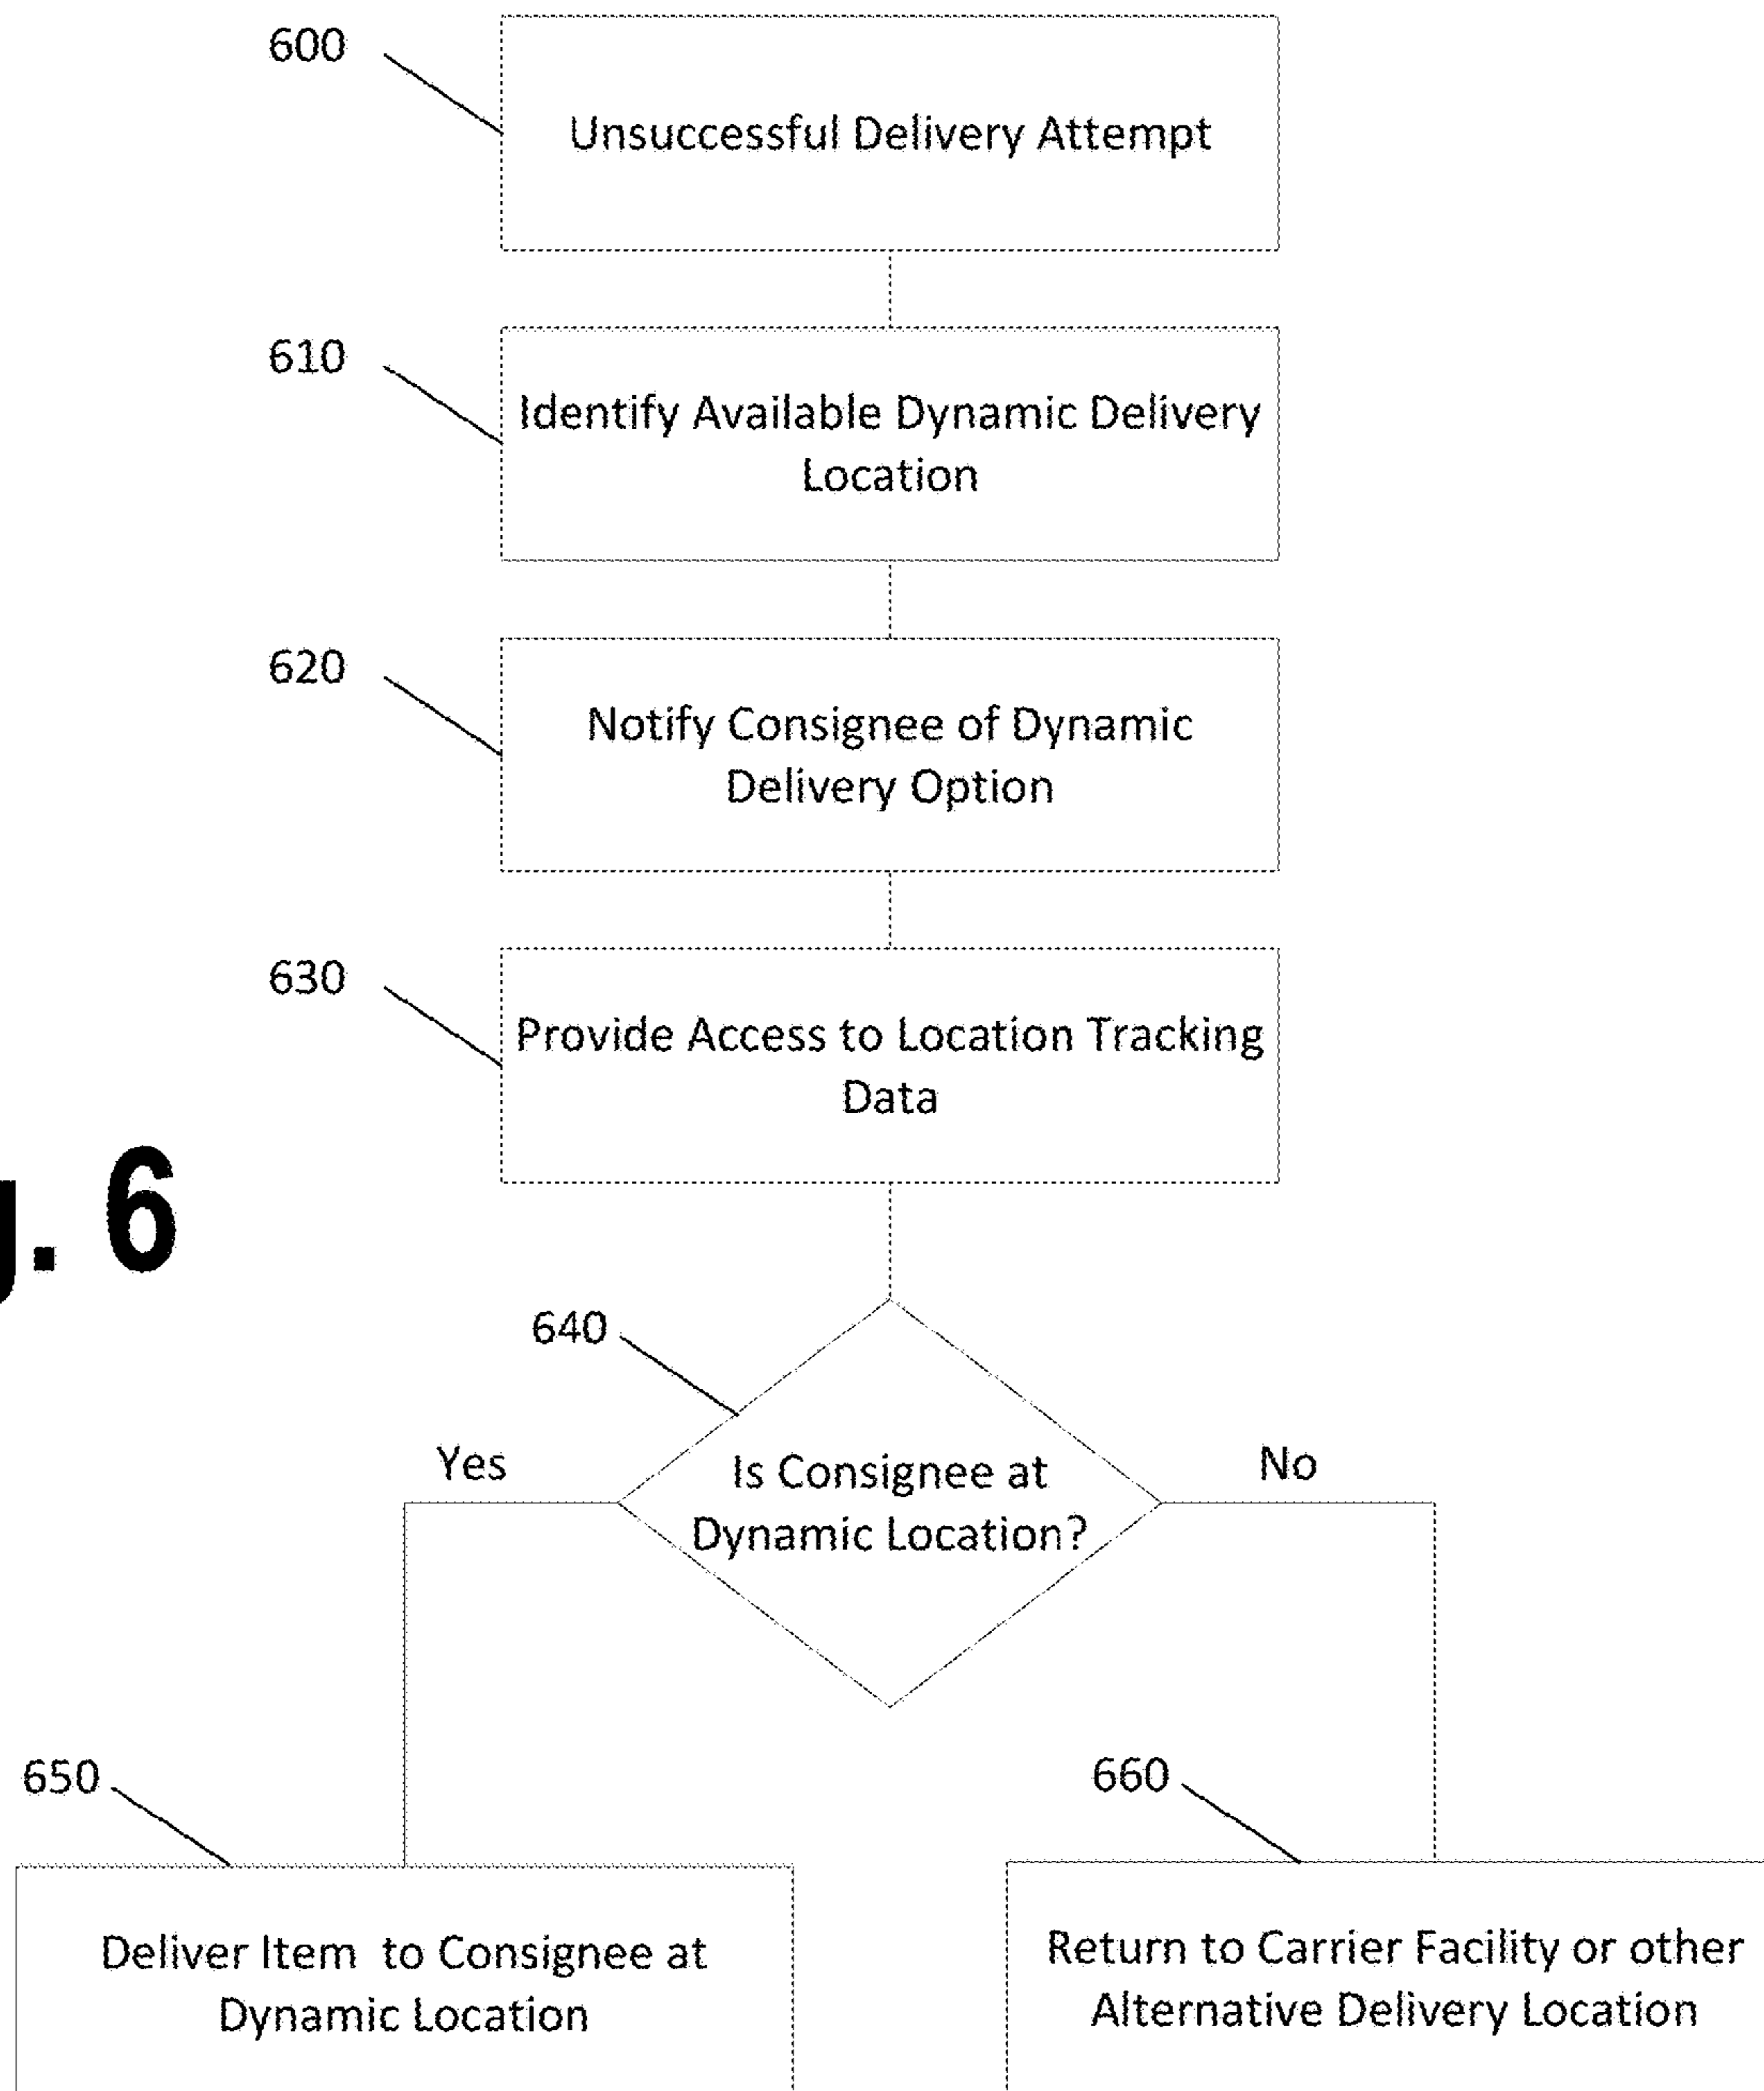 600
Unsuccessful Delivery Attempt
610
Identify Available Dynamic Delivery
Location
620
Notify Consignee of Dynamic
Delivery Option
630
Provide Access to Location Tracking
Data
g. 6
640
Yes
Is Consignee at
Dynamic Location?
No
650
Deliver Item to Consignee at
Dynamic Location
660
Return to Carrier Facility or other
Alternative Delivery Location